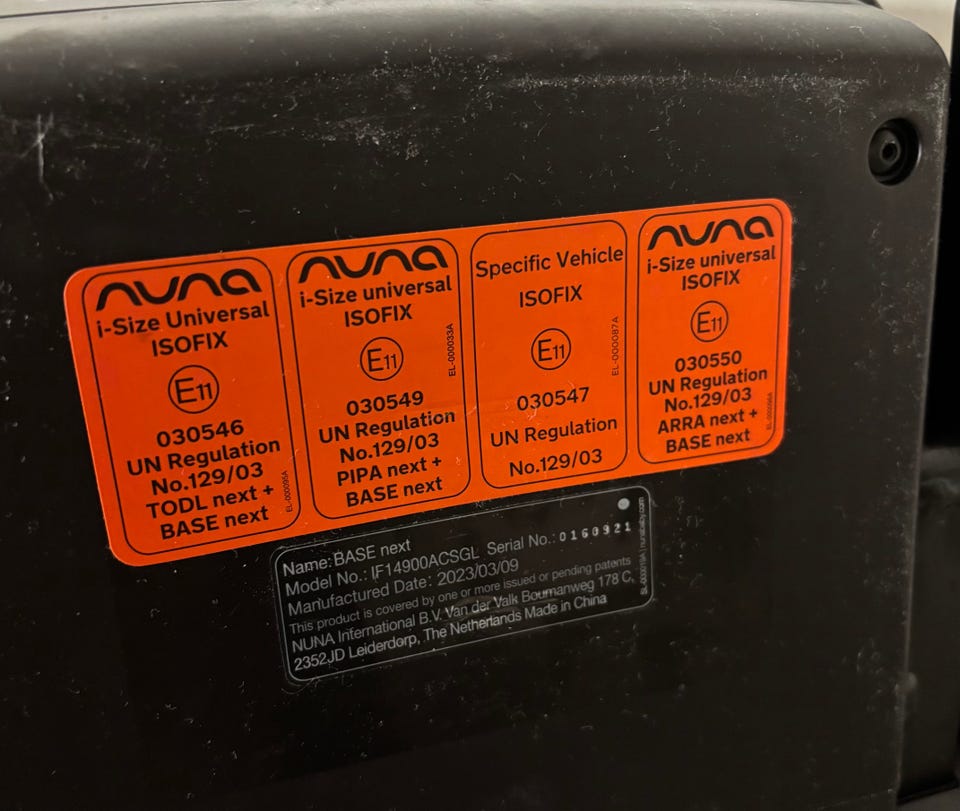 nuna
i-Size Universal
ISOFIX
E11
030546
UN Regulation
No.129/03
TODL next +
BASE next
EL-000095A
nuna
i-Size universal
ISOFIX
E11
EL-000033A
030549
UN Regulation
No.129/03
PIPA next +
BASE next
Specific Vehicle
ISOFIX
E11
EL-000087A
030547
UN Regulation
No.129/03
nuna
i-Size universal
ISOFIX
E11
030550
UN Regulation
No.129/03
ARRA next +
BASE next
Name: BASE next
Model No.: IF14900ACSGL Serial No.: 0160921
Manufactured Date: 2023/03/09
This product is covered by one or more issued or pending patents
NUNA International B.V. Van der Valk Boumanweg 178 C,
2352JD Leiderdorp, The Netherlands Made in China